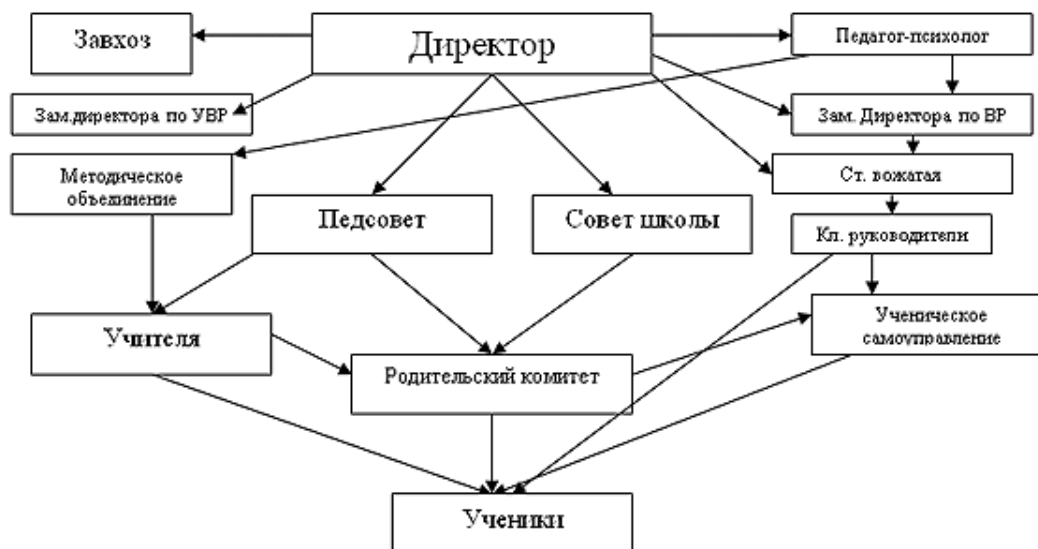 Завхоз
Директор
Педагог-психолог
Зам.директора по УВР
Зам. Директора по ВР
Методическое
объединение
Ст. вожатая
Педсовет
Совет школы
Кл. руководители
Учителя
Ученическое
самоуправление
Родительский комитет
Ученики